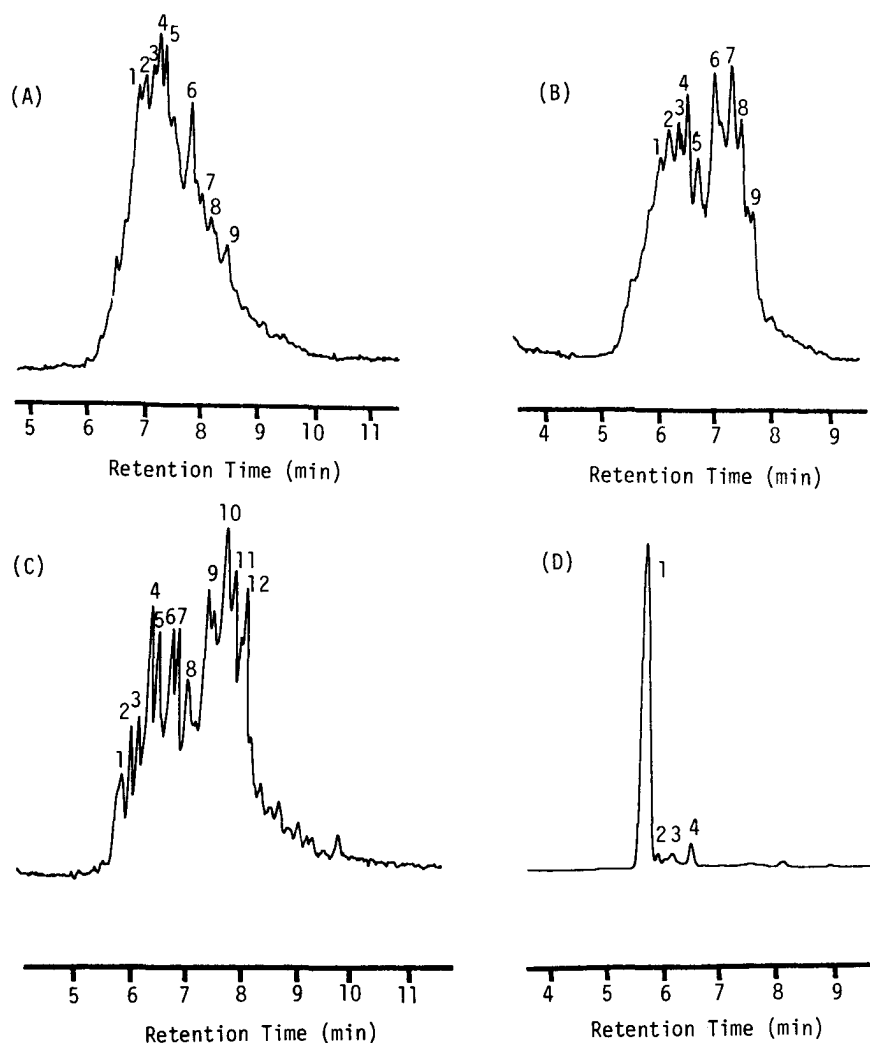 (A)
1 2 3 4 5 6 7 8 9
5 6 7 8 9 10 11
Retention Time (min)
(B)
1 2 3 4 5 6 7 8 9
4 5 6 7 8 9
Retention Time (min)
(C)
1 2 3 4 5 6 7 8 9 10 11 12
5 6 7 8 9 10 11
Retention Time (min)
(D)
1 2 3 4
4 5 6 7 8 9
Retention Time (min)